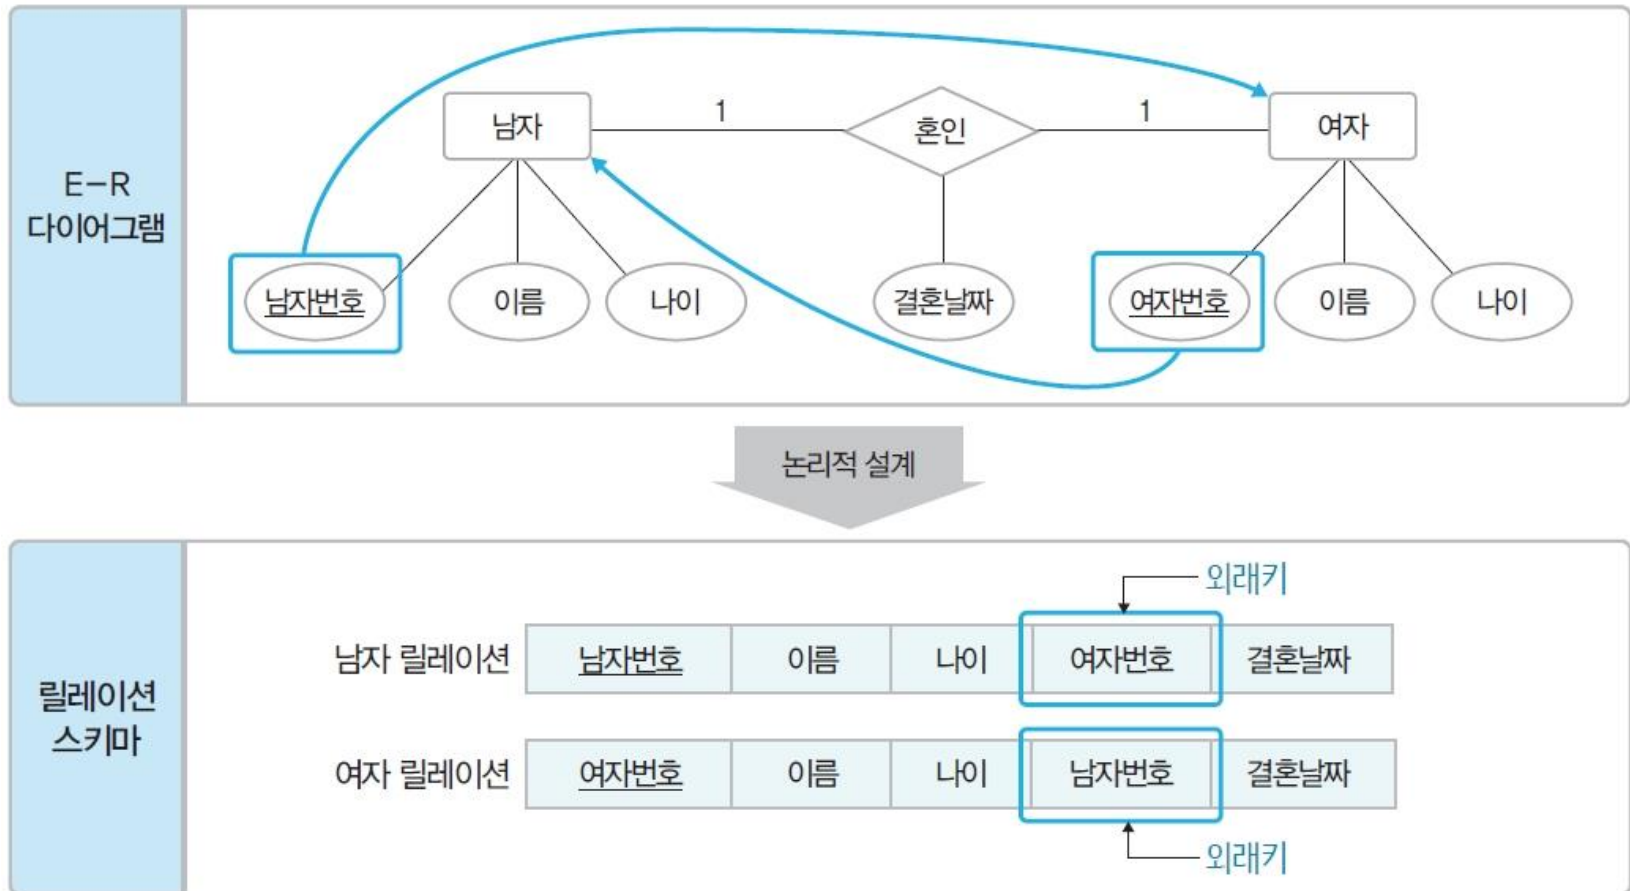 E-R
다이어그램
남자
1
혼인
1
여자
남자번호
이름
나이
결혼날짜
여자번호
이름
나이
논리적 설계
릴레이션
스키마
외래키
남자 릴레이션 남자번호 이름 나이 여자번호 결혼날짜
여자 릴레이션 여자번호 이름 나이 남자번호 결혼날짜
외래키